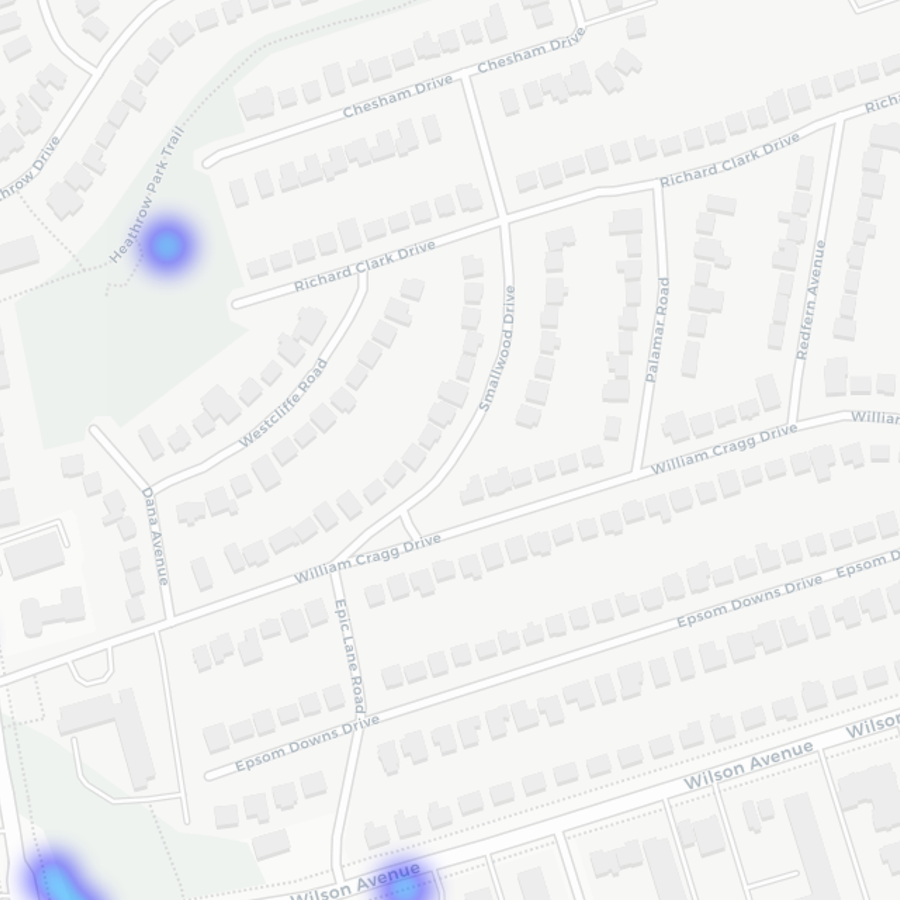 Chesham Drive
Chesham Drive
Richard Clark Drive
Heathrow Park Trail
Richard Clark Drive
Redfern Avenue
Palamar Road
Smallwood Drive
Westcliffe Road
William Cragg Drive
Dana Avenue
William Cragg Drive
Epic Lane Road
Epsom Downs Drive
Epsom Downs Drive
Wilson Avenue
Wilson Avenue